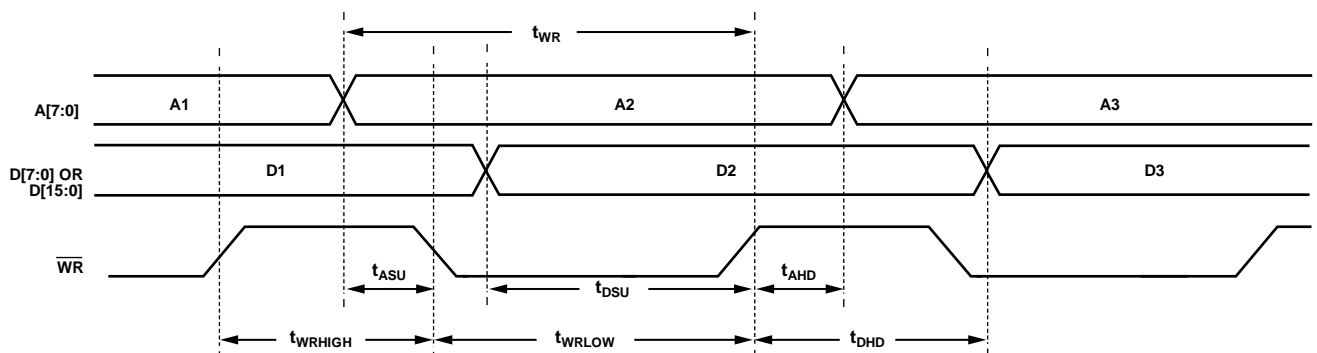 tWR
A[7:0]
A1
A2
A3
D[7:0] OR
D[15:0]
D1
D2
D3
WR
tASU
tDSU
tAHD
tWRHIGH
tWRLOW
tDHD